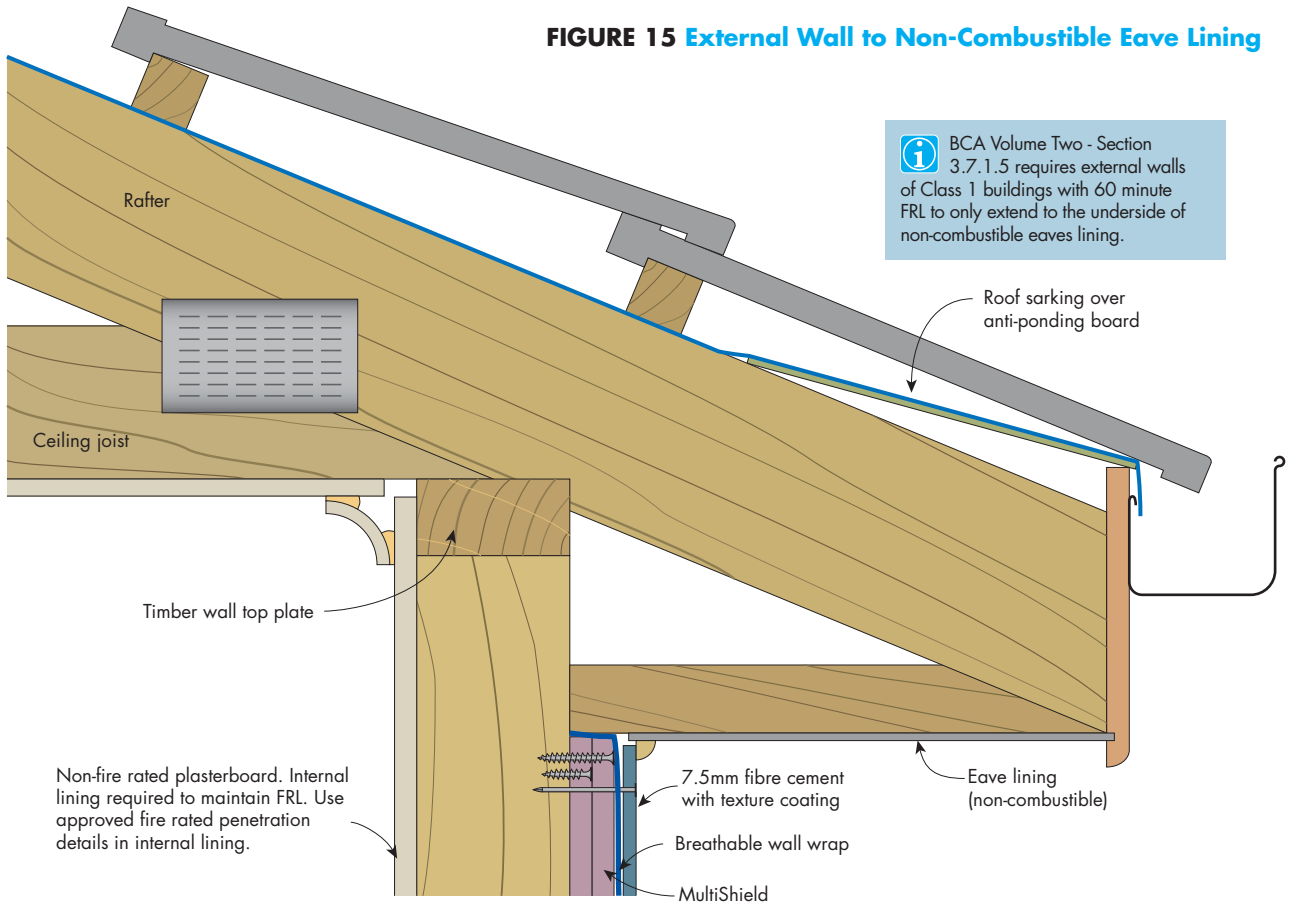 FIGURE 15 External Wall to Non-Combustible Eave Lining
BCA Volume Two - Section
3.7.1.5 requires external walls
of Class 1 buildings with 60 minute
FRL to only extend to the underside of
non-combustible eaves lining.
Rafter
Roof sarking over
anti-ponding board
Ceiling joist
Timber wall top plate
Non-fire rated plasterboard. Internal
lining required to maintain FRL. Use
approved fire rated penetration
details in internal lining.
7.5mm fibre cement
with texture coating
Eave lining
(non-combustible)
Breathable wall wrap
MultiShield